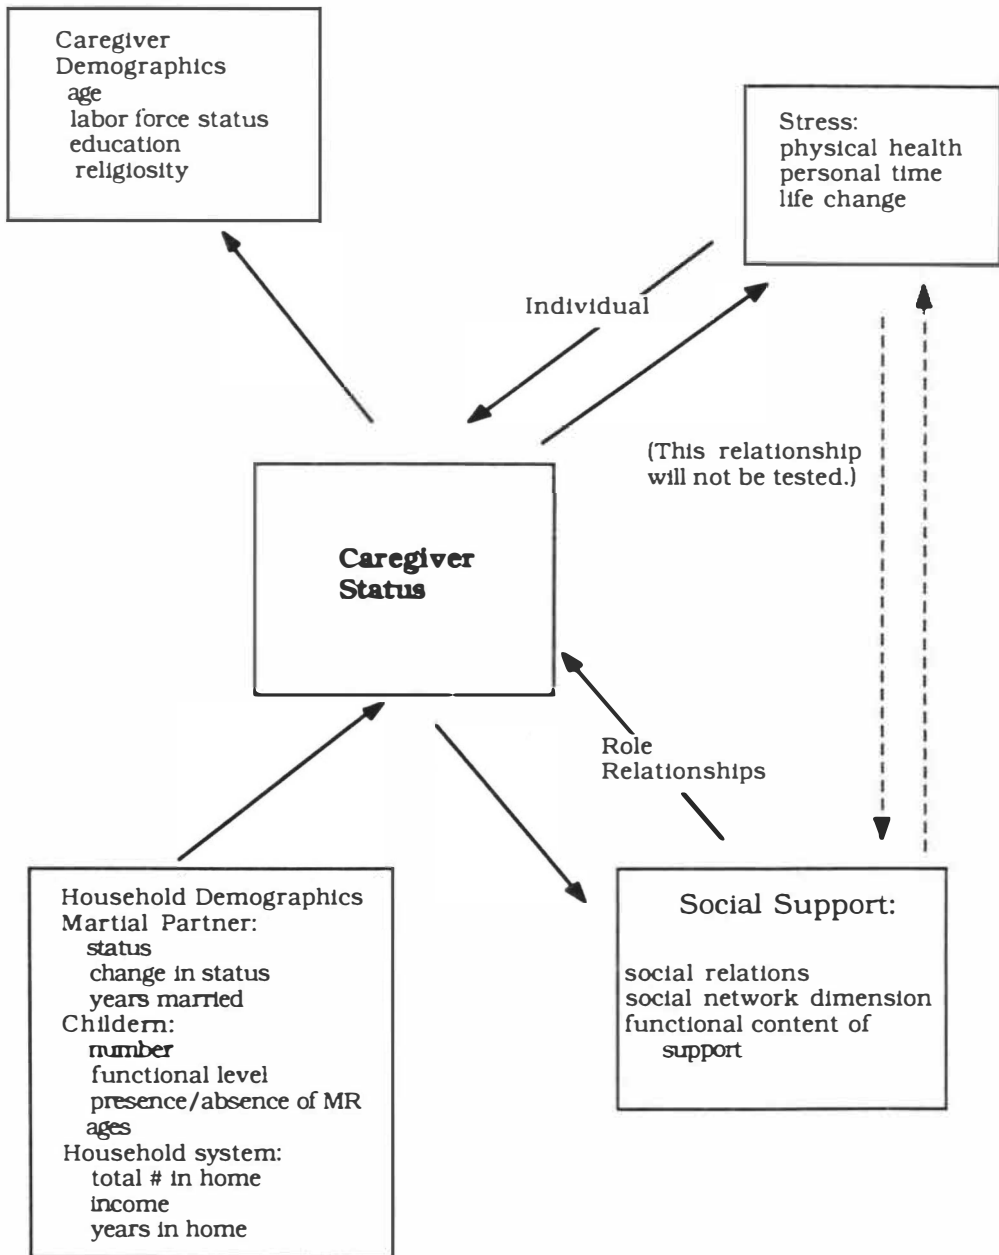 Caregiver
Demographics
age
labor force status
education
religiosity
Stress:
physical health
personal time
life change
Individual
(This relationship
will not be tested.)
Caregiver
Status
Role
Relationships
Household Demographics
Martial Partner:
status
change in status
years married
Childern:
number
functional level
presence/absence of MR
ages
Household system:
total # in home
income
years in home
Social Support:
social relations
social network dimension
functional content of
support